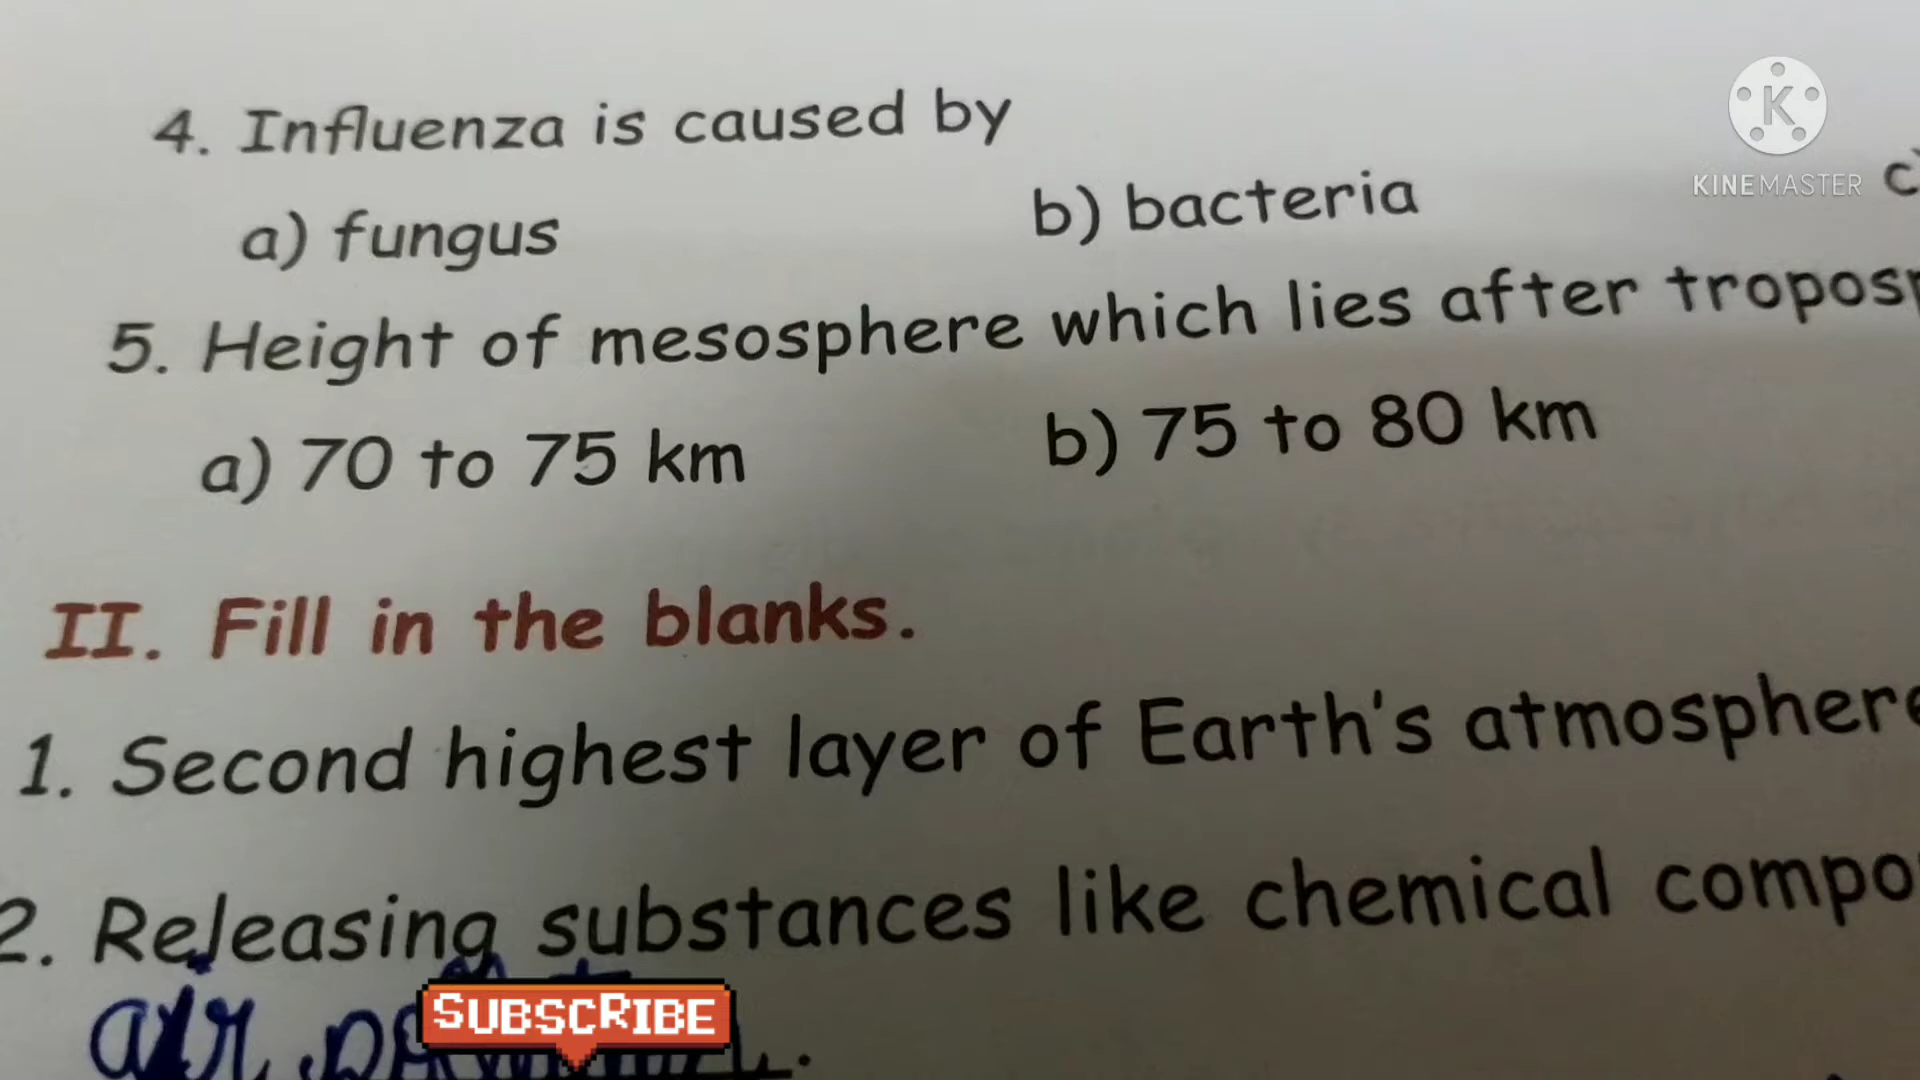 4. Influenza is caused by
a) fungus b) bacteria c)
5. Height of mesosphere which lies after troposp
a) 70 to 75 km b) 75 to 80 km
II. Fill in the blanks.
1. Second highest layer of Earth's atmosphere
2. Releasing substances like chemical compo
air
SUBSCRIBE
K
KINEMASTER